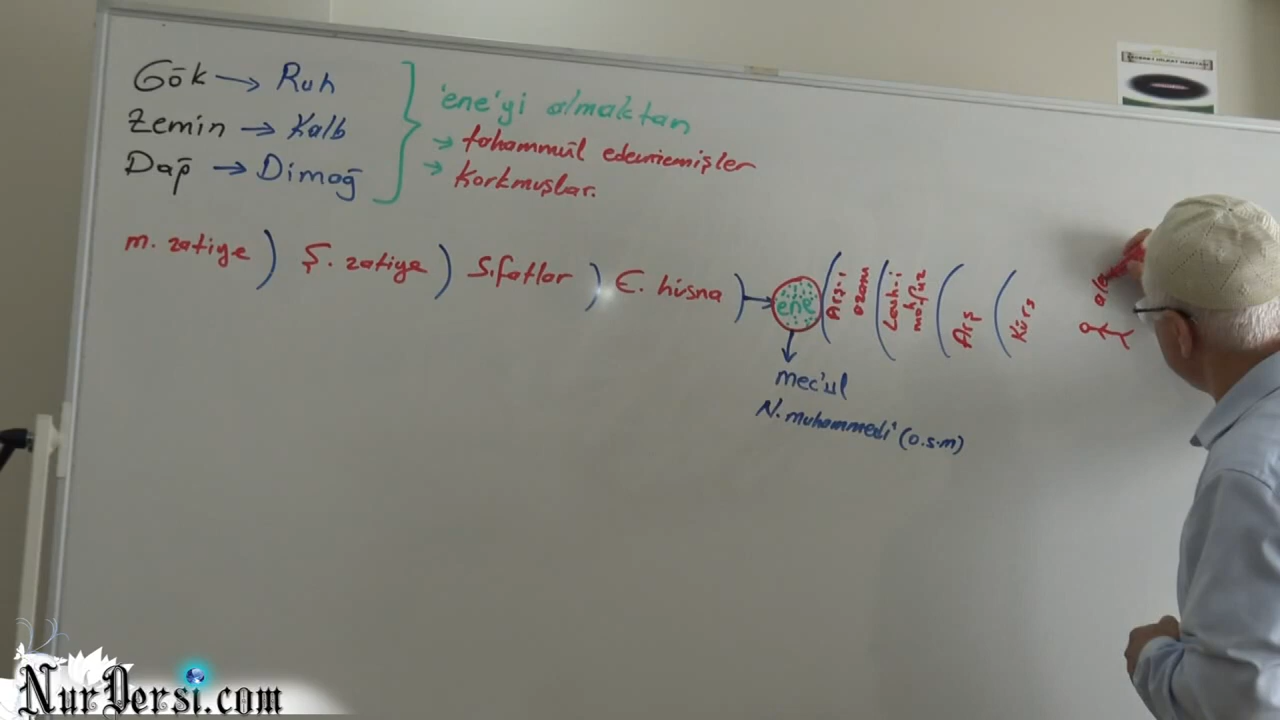 Gök → Ruh
Zemin → Kalb
Dağ → Dimağ
'ene'yi almaktan
→ tahammül edememişler
→ Korkmuşlar.
m. zatiye ) Ş. zatiye ) Sıfatlar ) E. hüsna ) → ene ( Arş-ı azam ( Levh-i mahfuz ( Arş ( Kürs
mec'ul
N. muhammedi (a.s.m)
NurDersi.com